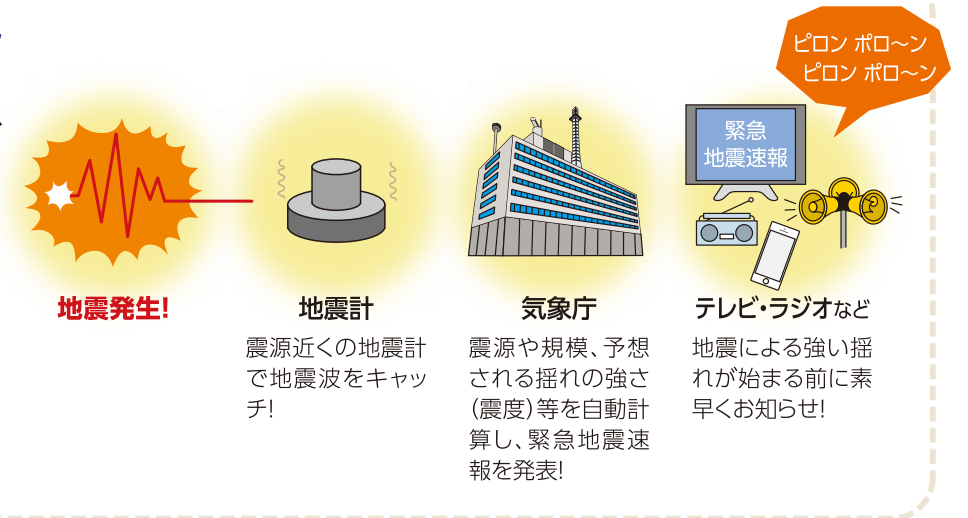 ピロン ポロ〜ン
ピロン ポロ〜ン
緊急
地震速報
地震発生!
地震計
震源近くの地震計
で地震波をキャッ
チ!
気象庁
震源や規模、予想
される揺れの強さ
(震度)等を自動計
算し、緊急地震速
報を発表!
テレビ・ラジオなど
地震による強い揺
れが始まる前に素
早くお知らせ!